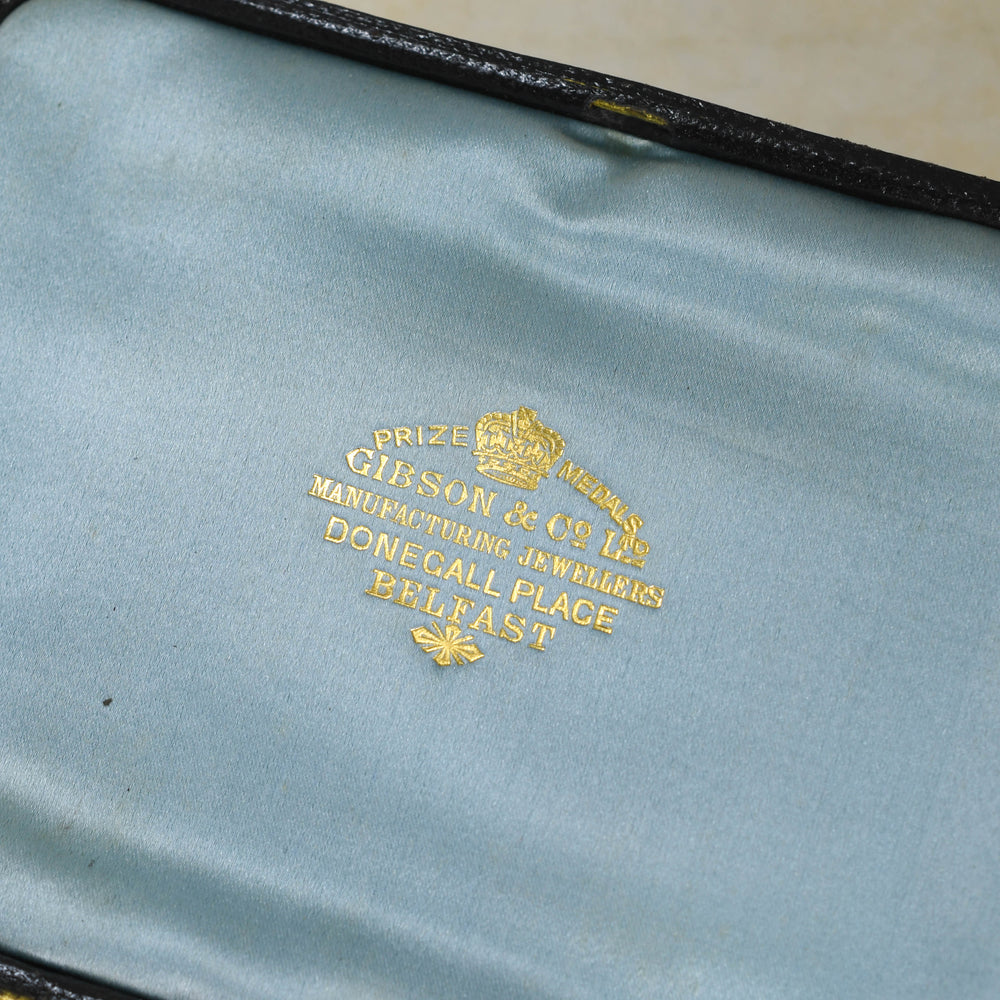 PRIZE MEDALS
GIBSON & Co LTD
MANUFACTURING JEWELLERS
DONEGALL PLACE
BELFAST